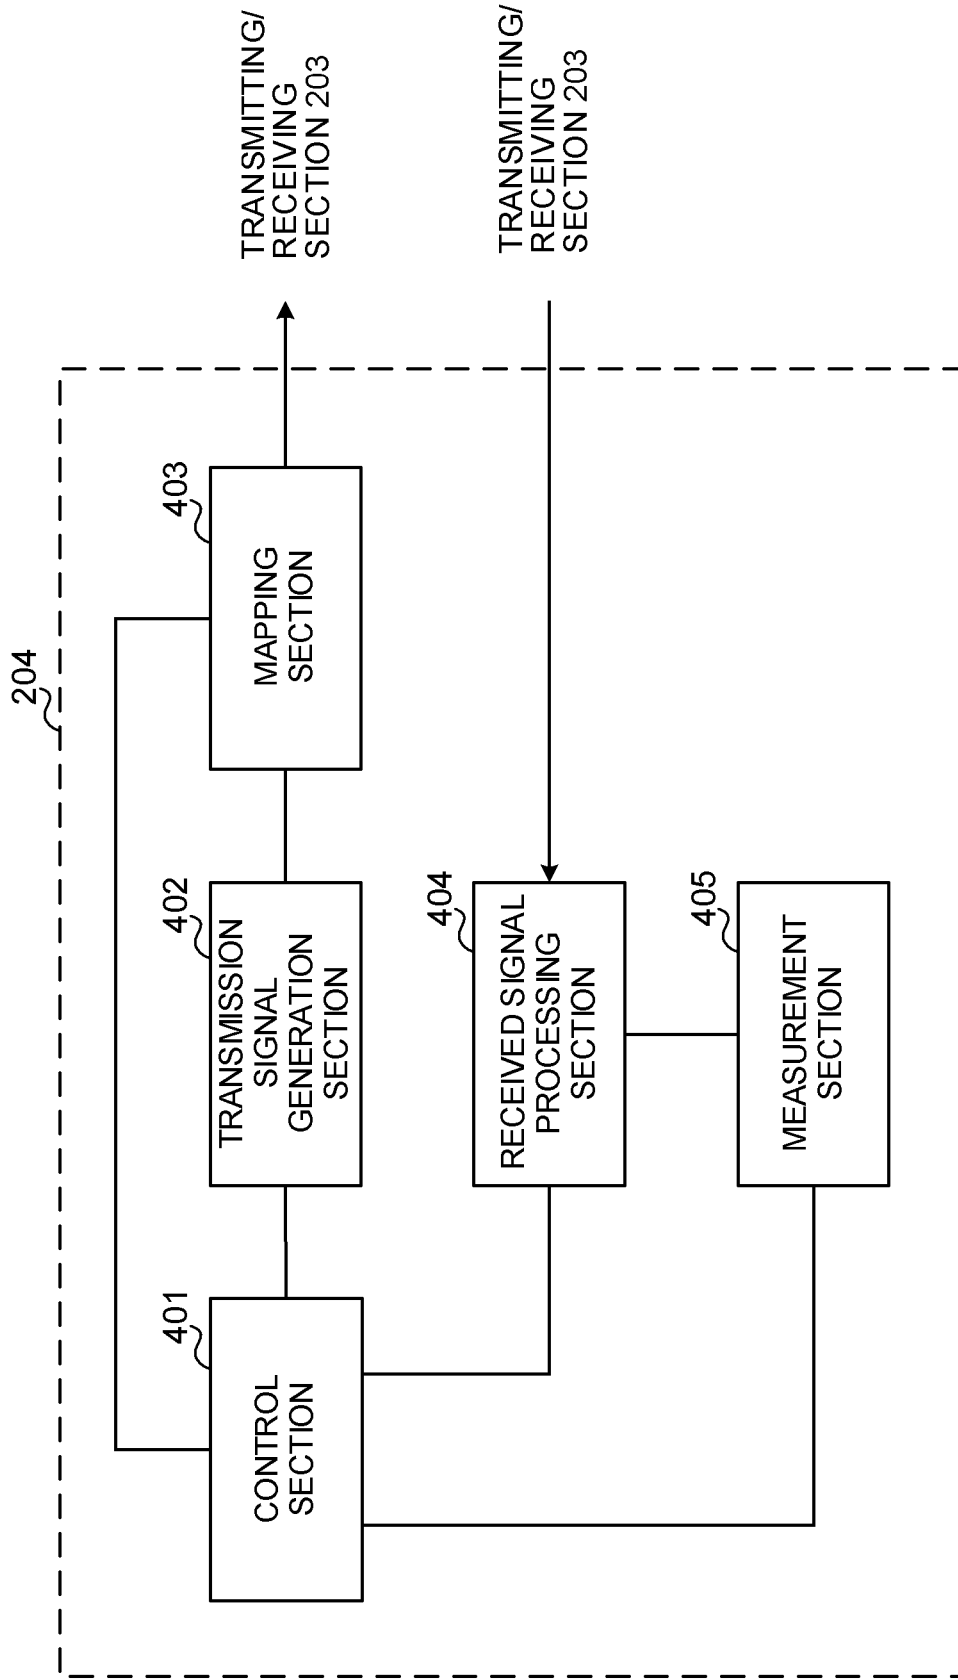 204
401
CONTROL
SECTION
402
TRANSMISSION
SIGNAL
GENERATION
SECTION
403
MAPPING
SECTION
TRANSMITTING/
RECEIVING
SECTION 203
404
RECEIVED SIGNAL
PROCESSING
SECTION
TRANSMITTING/
RECEIVING
SECTION 203
405
MEASUREMENT
SECTION